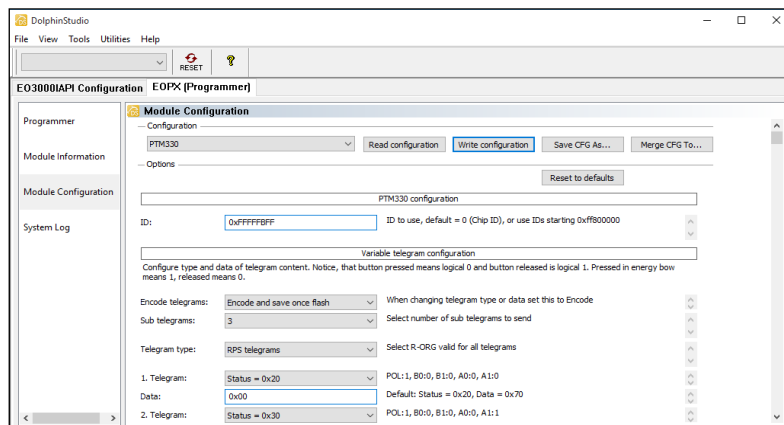 DolphinStudio
File View Tools Utilities Help
RESET
EO3000IAPI Configuration EOPX (Programmer)
Programmer
Module Information
Module Configuration
System Log
Module Configuration
Configuration
PTM330 Read configuration Write configuration Save CFG As... Merge CFG To...
Options
Reset to defaults
PTM330 configuration
ID: 0xFFFFFBFF ID to use, default = 0 (Chip ID), or use IDs starting 0xff800000
Variable telegram configuration
Configure type and data of telegram content. Notice, that button pressed means logical 0 and button released is logical 1. Pressed in energy bow
means 1, released means 0.
Encode telegrams: Encode and save once flash When changing telegram type or data set this to Encode
Sub telegrams: 3 Select number of sub telegrams to send
Telegram type: RPS telegrams Select R-ORG valid for all telegrams
1. Telegram: Status = 0x20 POL:1, B0:0, B1:0, A0:0, A1:0
Data: 0x00 Default: Status = 0x20, Data = 0x70
2. Telegram: Status = 0x30 POL:1, B0:0, B1:0, A0:0, A1:1